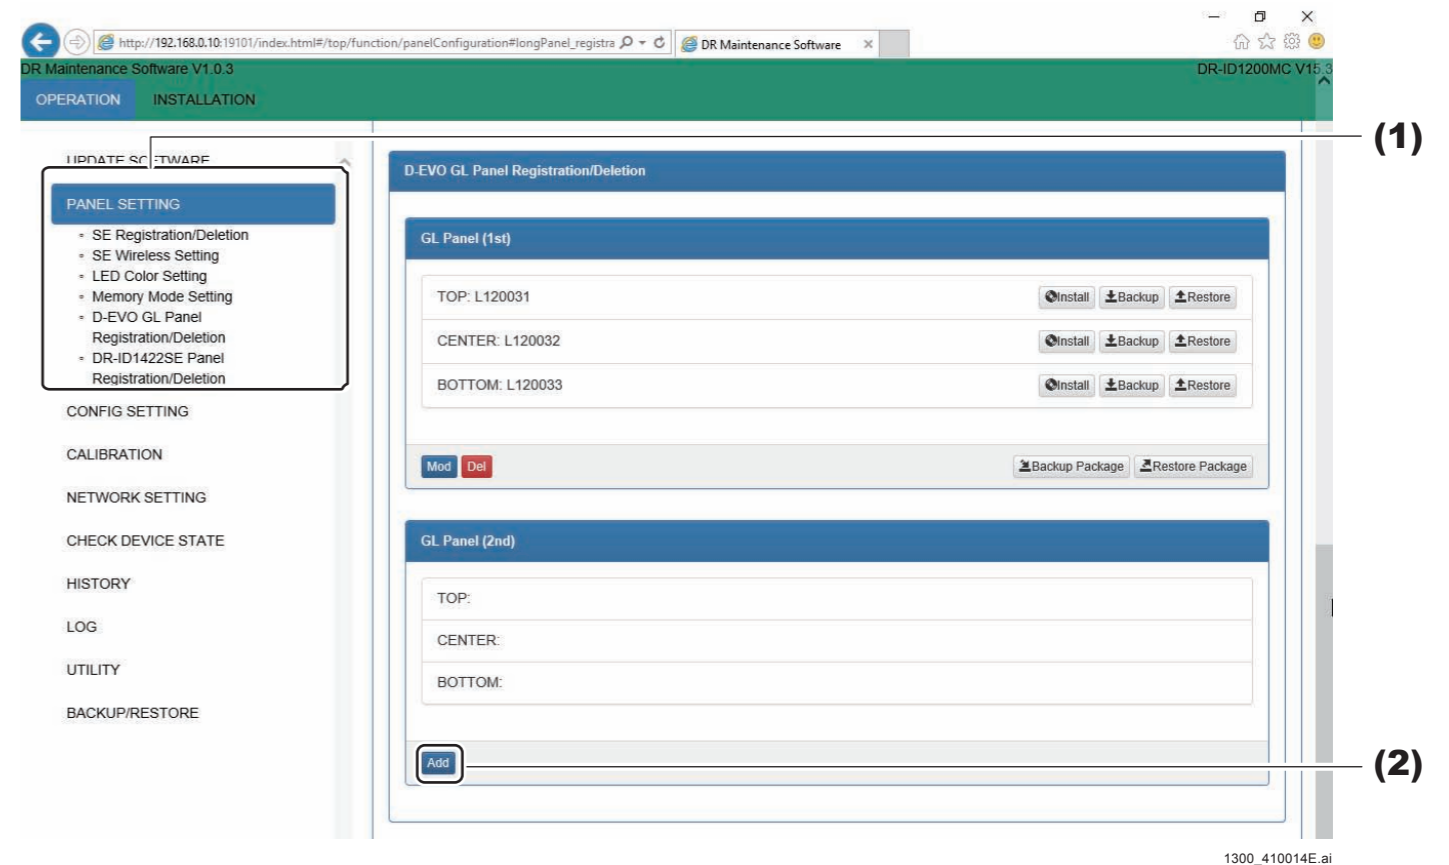 http://192.168.0.10:19101/index.html#/top/function/panelConfiguration#longPanel_registra
DR Maintenance Software
DR Maintenance Software V1.0.3
DR-ID1200MC V15.3
OPERATION INSTALLATION
(1)
UPDATE SOFTWARE
PANEL SETTING
SE Registration/Deletion
SE Wireless Setting
LED Color Setting
Memory Mode Setting
D-EVO GL Panel
Registration/Deletion
DR-ID1422SE Panel
Registration/Deletion
CONFIG SETTING
CALIBRATION
NETWORK SETTING
CHECK DEVICE STATE
HISTORY
LOG
UTILITY
BACKUP/RESTORE
D-EVO GL Panel Registration/Deletion
GL Panel (1st)
TOP: L120031 Install Backup Restore
CENTER: L120032 Install Backup Restore
BOTTOM: L120033 Install Backup Restore
Mod Del Backup Package Restore Package
GL Panel (2nd)
TOP:
CENTER:
BOTTOM:
Add
(2)
1300_410014E.ai